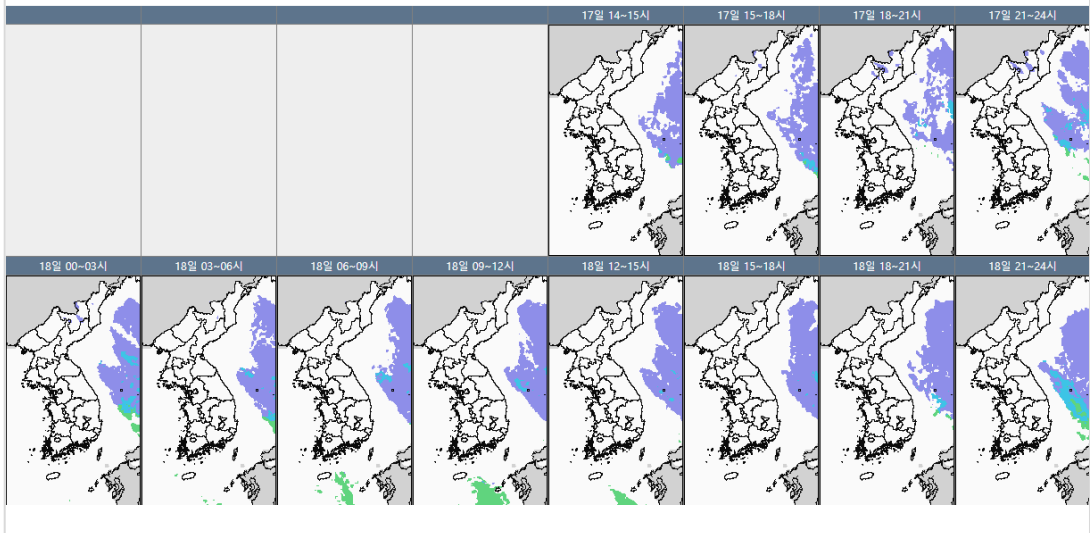 17일 14~15시
17일 15~18시
17일 18~21시
17일 21~24시
18일 00~03시
18일 03~06시
18일 06~09시
18일 09~12시
18일 12~15시
18일 15~18시
18일 18~21시
18일 21~24시